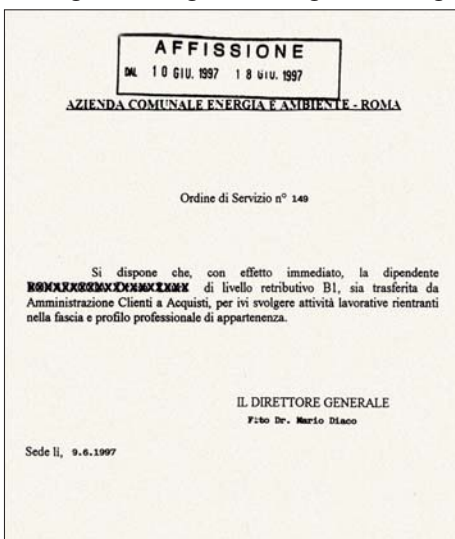 AFFISSIONE
DAL 10 GIU. 1997 18 GIU. 1997
AZIENDA COMUNALE ENERGIA E AMBIENTE - ROMA
Ordine di Servizio n° 149
Si dispone che, con effetto immediato, la dipendente
di livello retributivo B1, sia trasferita da
Amministrazione Clienti a Acquisti, per ivi svolgere attività lavorative rientranti
nella fascia e profilo professionale di appartenenza.
IL DIRETTORE GENERALE
F.to Dr. Mario Diaco
Sede lì, 9.6.1997